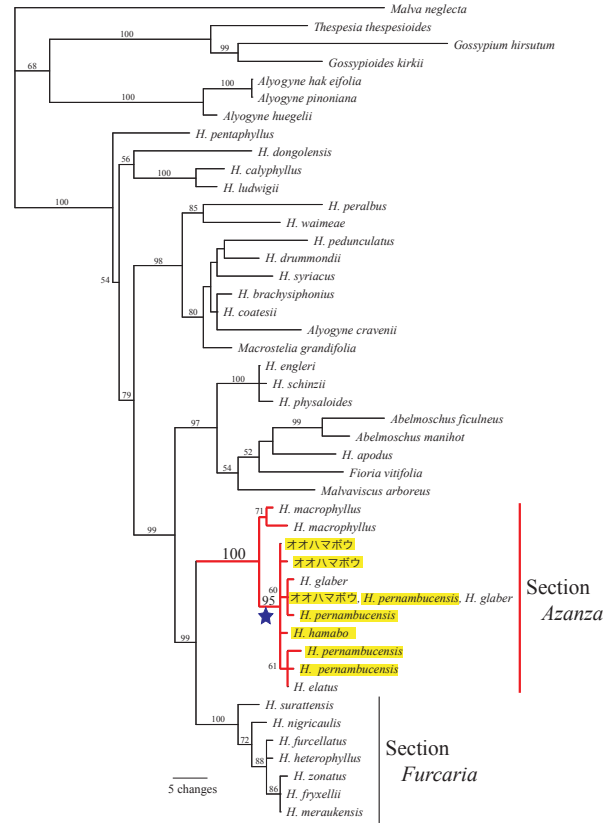 Malva neglecta
Thespesia thespesioides
100
99
Gossypium hirsutum
Gossypioides kirkii
68
100
Alyogyne hak eifolia
100
Alyogyne pinoniana
Alyogyne huegelii
H. pentaphyllus
H. dongolensis
56
H. calyphyllus
100
H. ludwigii
100
H. peralbus
85
H. waimeae
H. pedunculatus
98
H. drummondii
54
H. syriacus
H. brachysiphonius
80
H. coatesii
Alyogyne cravenii
Macrostelia grandifolia
H. engleri
100
H. schinzii
79
H. physaloides
97
99
Abelmoschus ficulneus
Abelmoschus manihot
52
H. apodus
54
Fioria vitifolia
Malvaviscus arboreus
71
H. macrophyllus
99
H. macrophyllus
オオハマボウ
100
オオハマボウ
H. glaber
60
オオハマボウ, H. pernambucensis, H. glaber
95
H. pernambucensis
H. hamabo
99
H. pernambucensis
61
H. pernambucensis
H. elatus
Section
Azanza
H. surattensis
100
H. nigricaulis
72
H. furcellatus
88
H. heterophyllus
H. zonatus
86
H. fryxellii
H. meraukensis
Section
Furcaria
5 changes